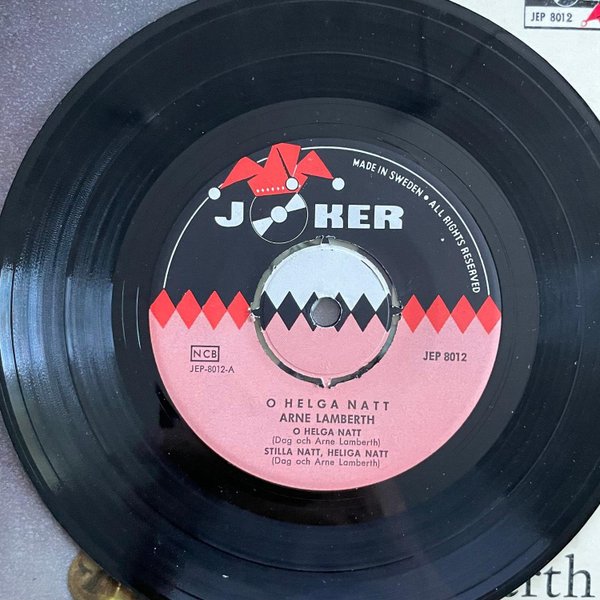 JEP 8012
JOKER
MADE IN SWEDEN • ALL RIGHTS RESERVED
NCB
JEP-8012-A
JEP 8012
O HELGA NATT
ARNE LAMBERTH
O HELGA NATT
(Dag och Arne Lamberth)
STILLA NATT, HELIGA NATT
(Dag och Arne Lamberth)
erth